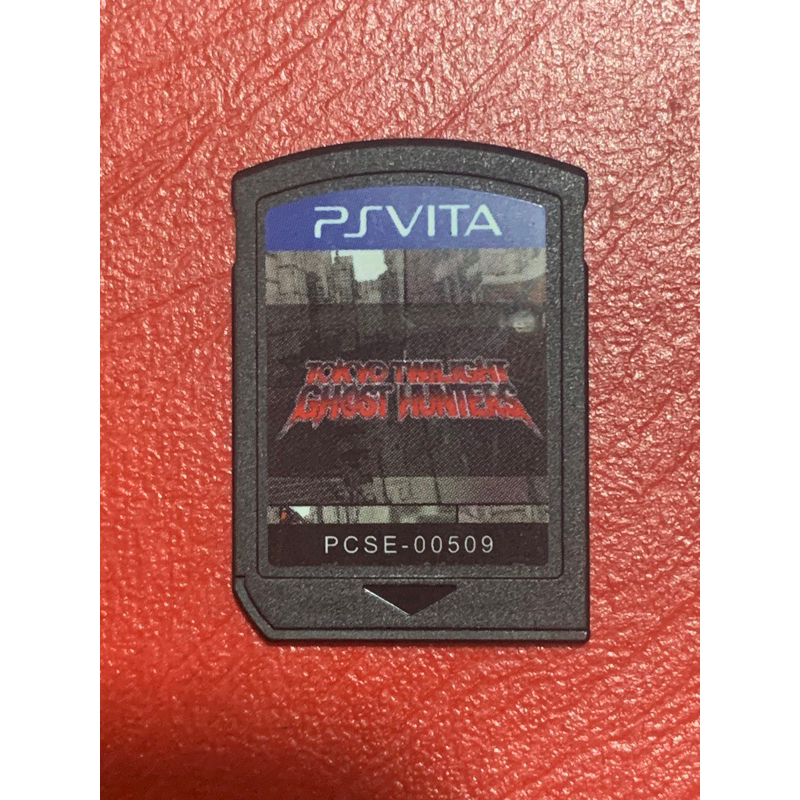 PSVITA
TOKYO TWILIGHT
GHOST HUNTERS
PCSE-00509